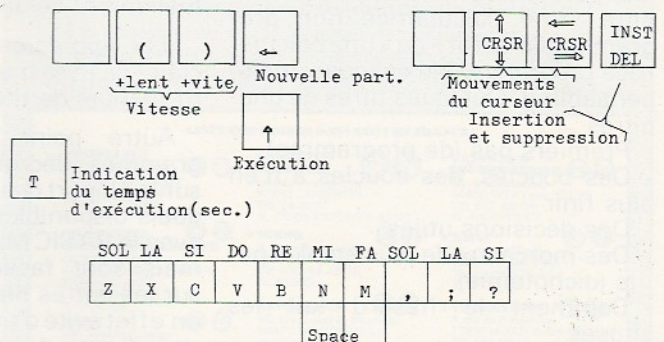 ( ) ← ⇑ CRSR ⇓ ⇐ CRSR ⇒ INST DEL
+lent +vite Nouvelle part.
Vitesse
Mouvements
du curseur
Insertion
et suppression
↑
Exécution
T
Indication
du temps
d'exécution(sec.)
SOL LA SI DO RE MI FA SOL LA SI
Z X C V B N M , ; ?
Space